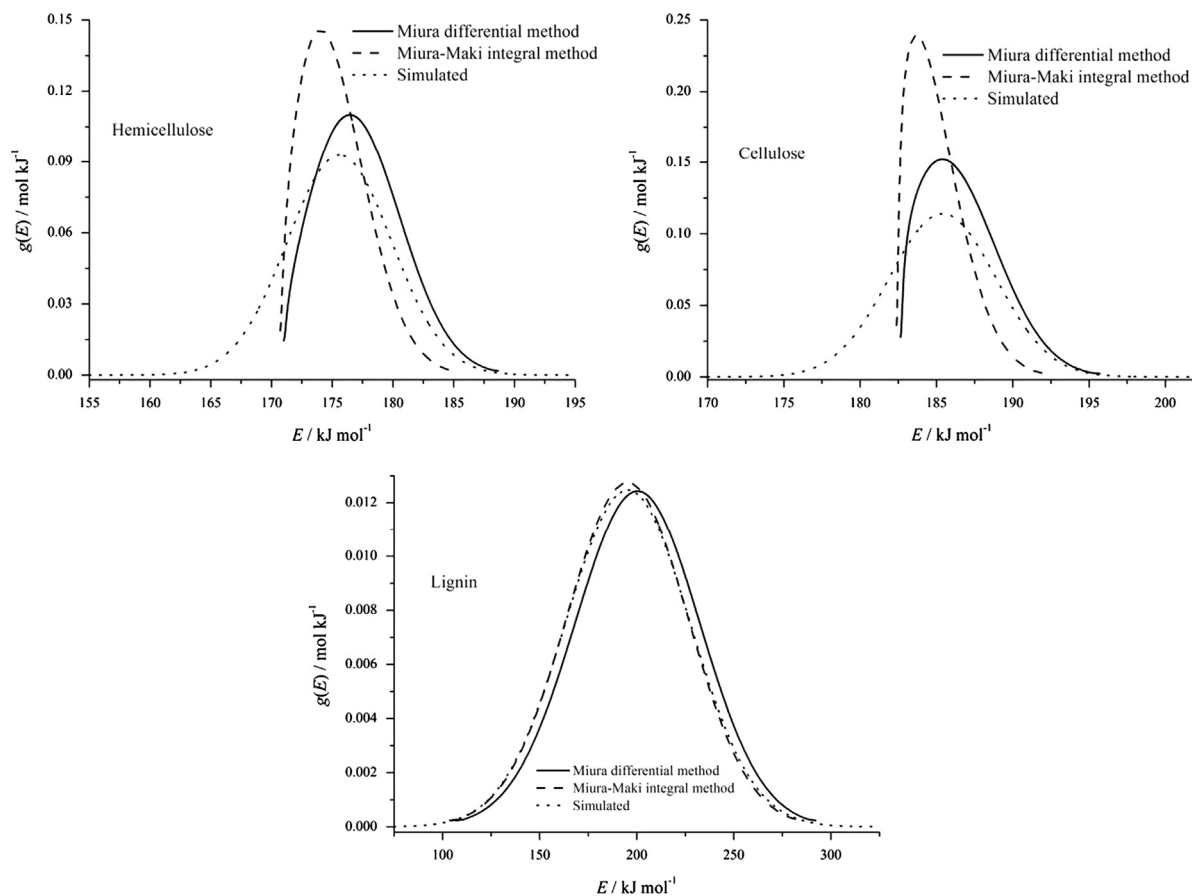 0.15
0.12
0.09
0.06
0.03
0.00
g(E) / mol kJ⁻¹
Miura differential method
Miura-Maki integral method
Simulated
Hemicellulose
155 160 165 170 175 180 185 190 195
E / kJ mol⁻¹
0.25
0.20
0.15
0.10
0.05
0.00
g(E) / mol kJ⁻¹
Miura differential method
Miura-Maki integral method
Simulated
Cellulose
170 175 180 185 190 195 200
E / kJ mol⁻¹
0.012
0.010
0.008
0.006
0.004
0.002
0.000
g(E) / mol kJ⁻¹
Lignin
Miura differential method
Miura-Maki integral method
Simulated
100 150 200 250 300
E / kJ mol⁻¹